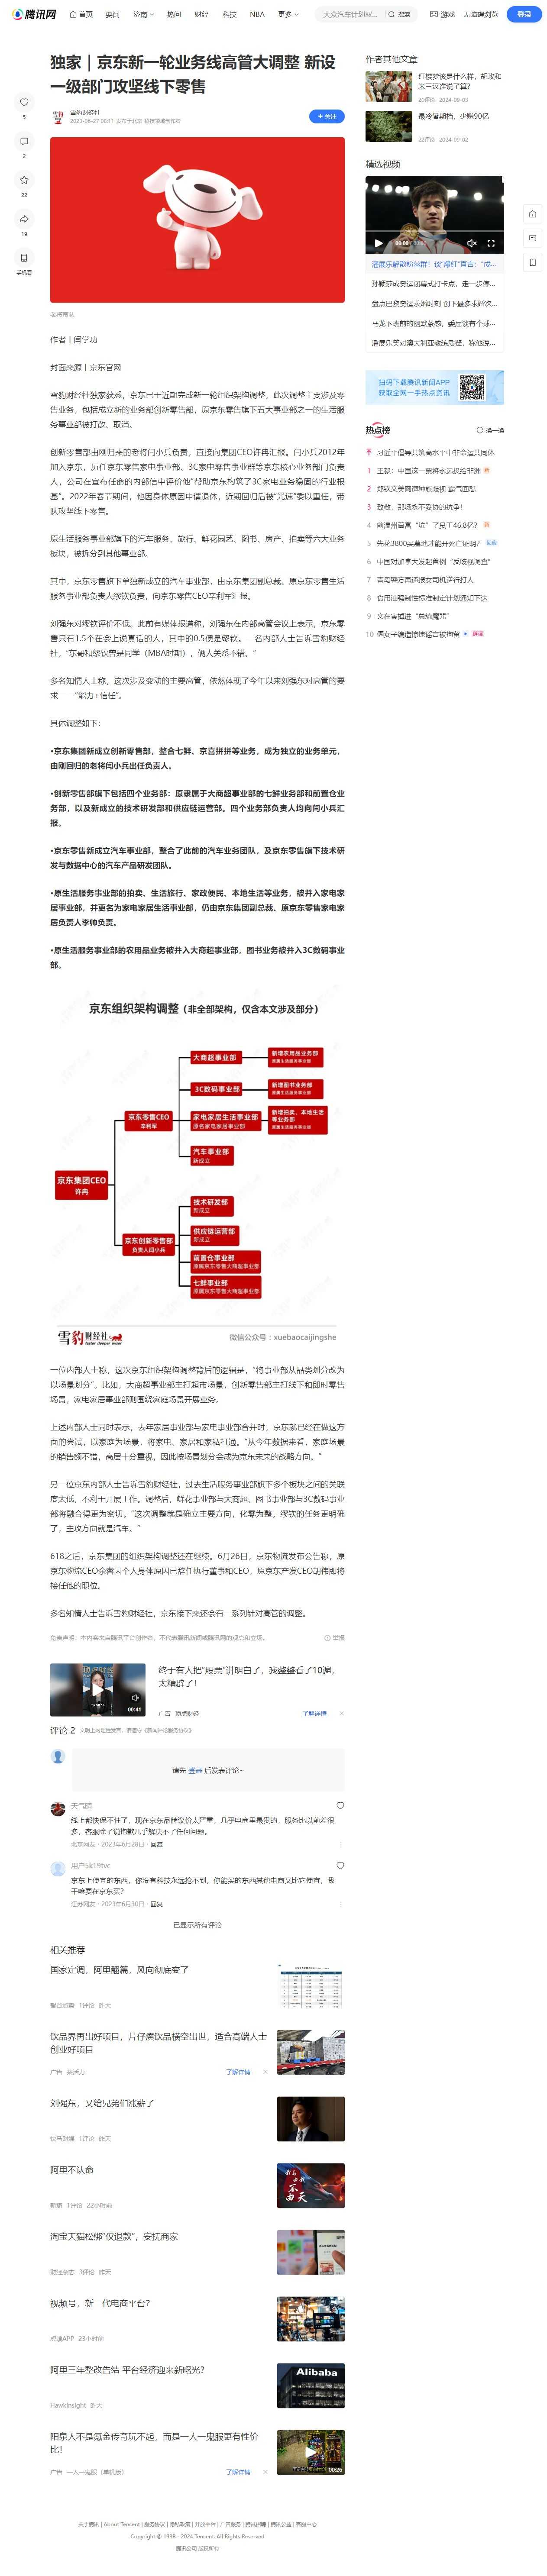 腾讯网
首页
要闻
济南
热问
财经
科技
NBA
更多
大众汽车计划取...
搜索
游戏
无障碍浏览
登录
独家｜京东新一轮业务线高管大调整 新设
一级部门攻坚线下零售
雪豹财经社
2023-06-27 08:11 发布于北京 科技领域创作者
+ 关注
5
2
22
19
手机看
老将带队
作者丨闫学功
封面来源丨京东官网
雪豹财经社独家获悉，京东已于近期完成新一轮组织架构调整，此次调整主要涉及零
售业务，包括成立新的业务部创新零售部，原京东零售旗下五大事业部之一的生活服
务事业部被打散、取消。
创新零售部由刚归来的老将闫小兵负责，直接向集团CEO许冉汇报。闫小兵2012年
加入京东，历任京东零售家电事业部、3C家电零售事业群等京东核心业务部门负责
人，公司在宣布任命的内部信中评价他“帮助京东构筑了3C家电业务稳固的行业根
基”。2022年春节期间，他因身体原因申请退休，近期回归后被“光速”委以重任，带
队攻坚线下零售。
原生活服务事业部旗下的汽车服务、旅行、鲜花园艺、图书、房产、拍卖等六大业务
板块，被拆分到其他事业部。
其中，京东零售旗下单独新成立的汽车事业部，由京东集团副总裁、原京东零售生活
服务事业部负责人缪钦负责，向京东零售CEO辛利军汇报。
刘强东对缪钦评价不低。此前有媒体报道称，刘强东在内部高管会议上表示，京东零
售只有1.5个在会上说真话的人，其中的0.5便是缪钦。一名内部人士告诉雪豹财经
社，“东哥和缪钦曾是同学（MBA时期），俩人关系不错。”
多名知情人士称，这次涉及变动的主要高管，依然体现了今年以来刘强东对高管的要
求——“能力+信任”。
具体调整如下：
•京东集团新成立创新零售部，整合七鲜、京喜拼拼等业务，成为独立的业务单元，
由刚回归的老将闫小兵出任负责人。
•创新零售部旗下包括四个业务部：原隶属于大商超事业部的七鲜业务部和前置仓业
务部，以及新成立的技术研发部和供应链运营部。四个业务部负责人均向闫小兵汇
报。
•京东零售新成立汽车事业部，整合了此前的汽车业务团队，及京东零售旗下技术研
发与数据中心的汽车产品研发团队。
•原生活服务事业部的拍卖、生活旅行、家政便民、本地生活等业务，被并入家电家
居事业部，并更名为家电家居生活事业部，仍由京东集团副总裁、原京东零售家电家
居负责人李帅负责。
•原生活服务事业部的农用品业务被并入大商超事业部，图书业务被并入3C数码事业
部。
京东组织架构调整（非全部架构，仅含本文涉及部分）
大商超事业部
新增农用品业务部
原属生活服务事业部
3C数码事业部
新增图书业务部
原属生活服务事业部
京东零售CEO
辛利军
家电家居生活事业部
原名家电家居事业部
新增拍卖、本地生活
等业务部
原属生活服务事业部
汽车事业部
新成立
京东集团CEO
许冉
技术研发部
新成立
供应链运营部
新成立
京东创新零售部
负责人闫小兵
前置仓事业部
原属京东零售大商超事业部
七鲜事业部
原属京东零售大商超事业部
雪豹财经社
微信公众号：xuebaocaijingshe
一位内部人士称，这次京东组织架构调整背后的逻辑是，“将事业部从品类划分改为
以场景划分”。比如，大商超事业部主打超市场景，创新零售部主打线下和即时零售
场景，家电家居事业部则围绕家庭场景开展业务。
上述内部人士同时表示，去年家居事业部与家电事业部合并时，京东就已经在做这方
面的尝试，以家庭为场景，将家电、家居和家私打通。“从今年数据来看，家庭场景
的销售额不错，高层十分重视，因此按场景划分会成为京东未来的战略方向。”
另一位京东内部人士告诉雪豹财经社，过去生活服务事业部旗下多个板块之间的关联
度太低，不利于开展工作。调整后，鲜花事业部与大商超、图书事业部与3C数码事业
部将融合得更为密切。“这次调整就是确立主要方向，化零为整。缪钦的任务更明确
了，主攻方向就是汽车。”
618之后，京东集团的组织架构调整还在继续。6月26日，京东物流发布公告称，原
京东物流CEO余睿因个人身体原因已辞任执行董事和CEO，原京东产发CEO胡伟即将
接任他的职位。
多名知情人士告诉雪豹财经社，京东接下来还会有一系列针对高管的调整。
免责声明：本内容来自腾讯平台创作者，不代表腾讯新闻或腾讯网的观点和立场。
举报
00:41
终于有人把“股票”讲明白了，我整整看了10遍，
太精辟了！
广告 顶点财经
了解详情
评论 2 文明上网理性发言，请遵守《新闻评论服务协议》
请先 登录 后发表评论~
天气晴
线上都快保不住了，现在京东品牌议价太严重，几乎电商里最贵的，服务比以前差很
多，客服除了说抱歉几乎解决不了任何问题。
北京网友 · 2023年6月28日 · 回复
用户5k19tvc
京东上便宜的东西，你没有科技永远抢不到，你能买的东西其他电商又比它便宜，我
干嘛要在京东买？
江苏网友 · 2023年6月30日 · 回复
已显示所有评论
相关推荐
国家定调，阿里翻篇，风向彻底变了
1评论 昨天
饮品界再出好项目，片仔癀饮品横空出世，适合高端人士
创业好项目
广告
了解详情
刘强东，又给兄弟们涨薪了
快马财媒 1评论 昨天
阿里不认命
1评论 22小时前
淘宝天猫松绑“仅退款”，安抚商家
财经杂志 3评论 昨天
视频号，新一代电商平台？
虎嗅APP 23小时前
阿里三年整改告结 平台经济迎来新曙光？
Alibaba
Hawkinsight 昨天
阳泉人不是氪金传奇玩不起，而是一人一鬼服更有性价
比！
00:26
广告 一人一鬼服（单机版）
了解详情
作者其他文章
红楼梦该是什么样，胡玫和
米三汉谁说了算？
20评论 2024-09-03
最冷暑期档，少赚90亿
22评论 2024-09-02
精选视频
00:00
潘展乐解散粉丝群！谈“爆红”直言：“成...
孙颖莎成奥运闭幕式打卡点，走一步停...
盘点巴黎奥运求婚时刻 创下最多求婚次...
马龙下班前的幽默茶感，委屈谈有个球...
潘展乐笑对澳大利亚教练质疑，称他说...
扫码下载腾讯新闻APP
获取全网一手热点资讯
热点榜
换一换
习近平倡导共筑高水平中非命运共同体
1 王毅：中国这一票将永远投给非洲 新
2 郑钦文美网遭种族歧视 霸气回怼
3 致敬，那场永不妥协的抗争！
4 前温州首富“坑”了员工46.8亿？ 新
5 先花3800买墓地才能开死亡证明？
6 中国对加拿大发起首例“反歧视调查”
7 青岛警方再通报女司机逆行打人
8 食用油强制性标准制定计划通知下达
9 文在寅掉进“总统魔咒”
10 俩女子编造惊悚谣言被拘留 辟谣
关于腾讯 | About Tencent | 服务协议 | 隐私政策 | 开放平台 | 广告服务 | 腾讯招聘 | 腾讯公益 | 客服中心
Copyright © 1998 - 2024 Tencent. All Rights Reserved
腾讯公司 版权所有